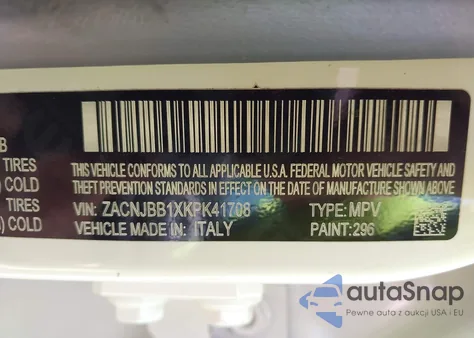 B
TIRES
) COLD
TIRES
) COLD
THIS VEHICLE CONFORMS TO ALL APPLICABLE U.S.A. FEDERAL MOTOR VEHICLE SAFETY AND
THEFT PREVENTION STANDARDS IN EFFECT ON THE DATE OF MANUFACTURE SHOWN ABOVE
VIN: ZACNJBB1XKPK41708 TYPE: MPV
VEHICLE MADE IN: ITALY PAINT: 296
autoSnap
Pewne auta z aukcji USA i EU